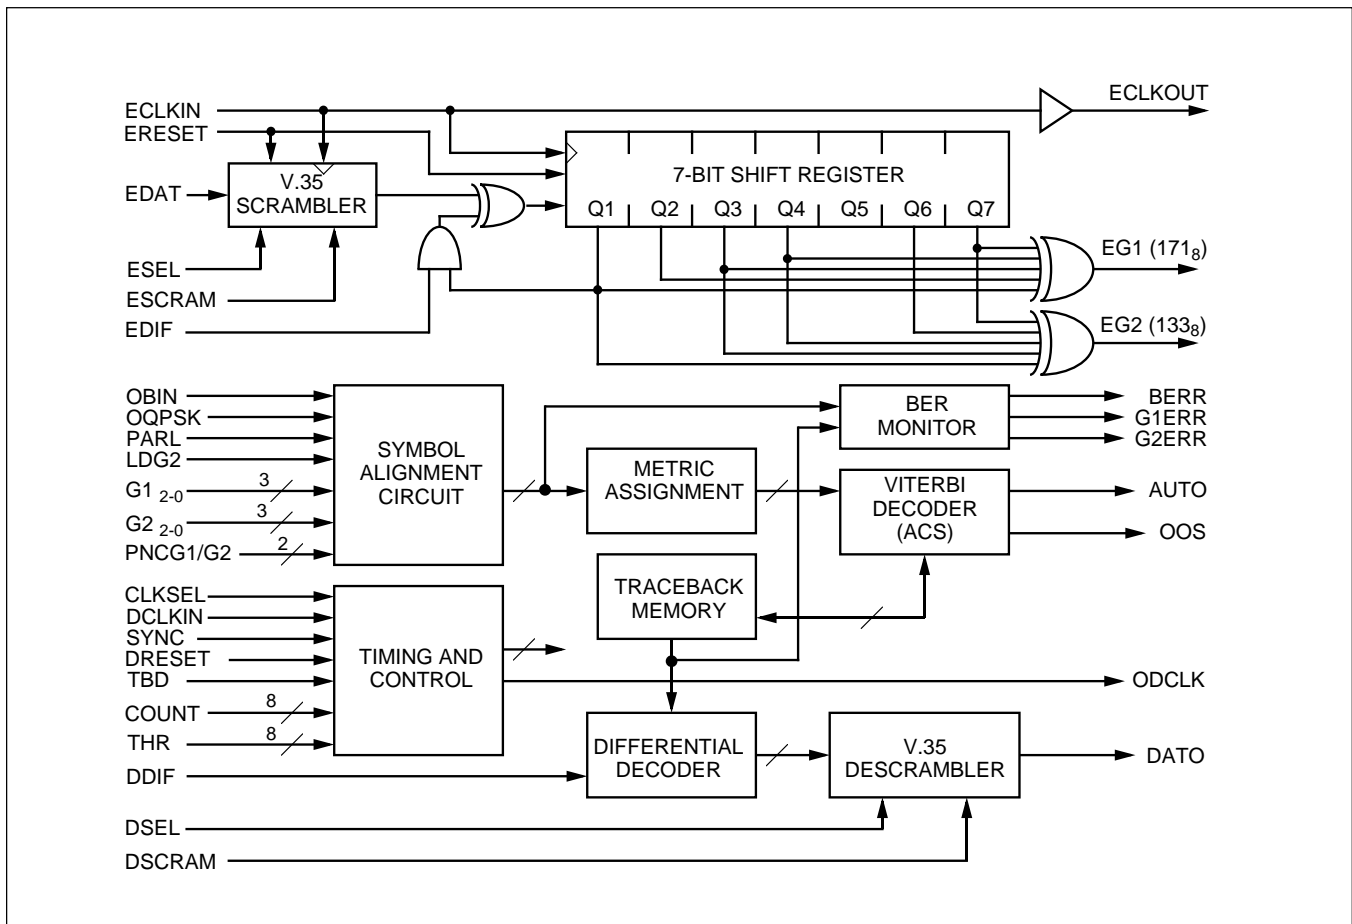 ECLKIN
ECLKOUT
ERESET
EDAT
V.35
SCRAMBLER
7-BIT SHIFT REGISTER
Q1 Q2 Q3 Q4 Q5 Q6 Q7
ESEL
ESCRAM
EDIF
EG1 (171₈)
EG2 (133₈)
OBIN
OQPSK
PARL
LDG2
G1 2-0
3
G2 2-0
3
PNCG1/G2
2
SYMBOL
ALIGNMENT
CIRCUIT
METRIC
ASSIGNMENT
BER
MONITOR
BERR
G1ERR
G2ERR
VITERBI
DECODER
(ACS)
AUTO
OOS
TRACEBACK
MEMORY
CLKSEL
DCLKIN
SYNC
DRESET
TBD
COUNT
8
THR
8
TIMING AND
CONTROL
ODCLK
DDIF
DIFFERENTIAL
DECODER
V.35
DESCRAMBLER
DATO
DSEL
DSCRAM